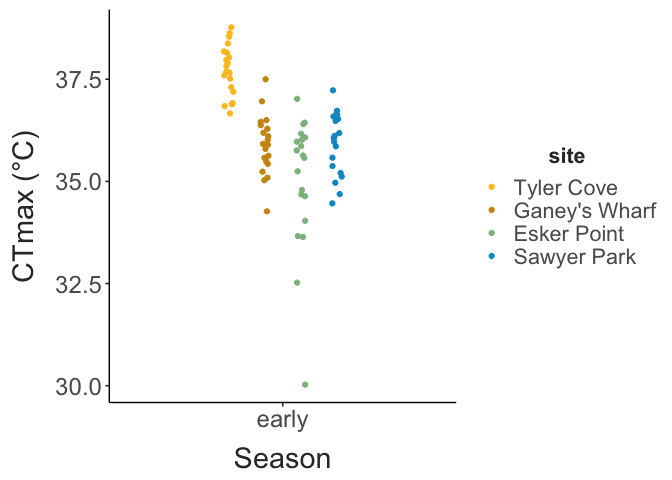 CTmax (°C)
37.5
35.0
32.5
30.0
early
Season
site
Tyler Cove
Ganey's Wharf
Esker Point
Sawyer Park